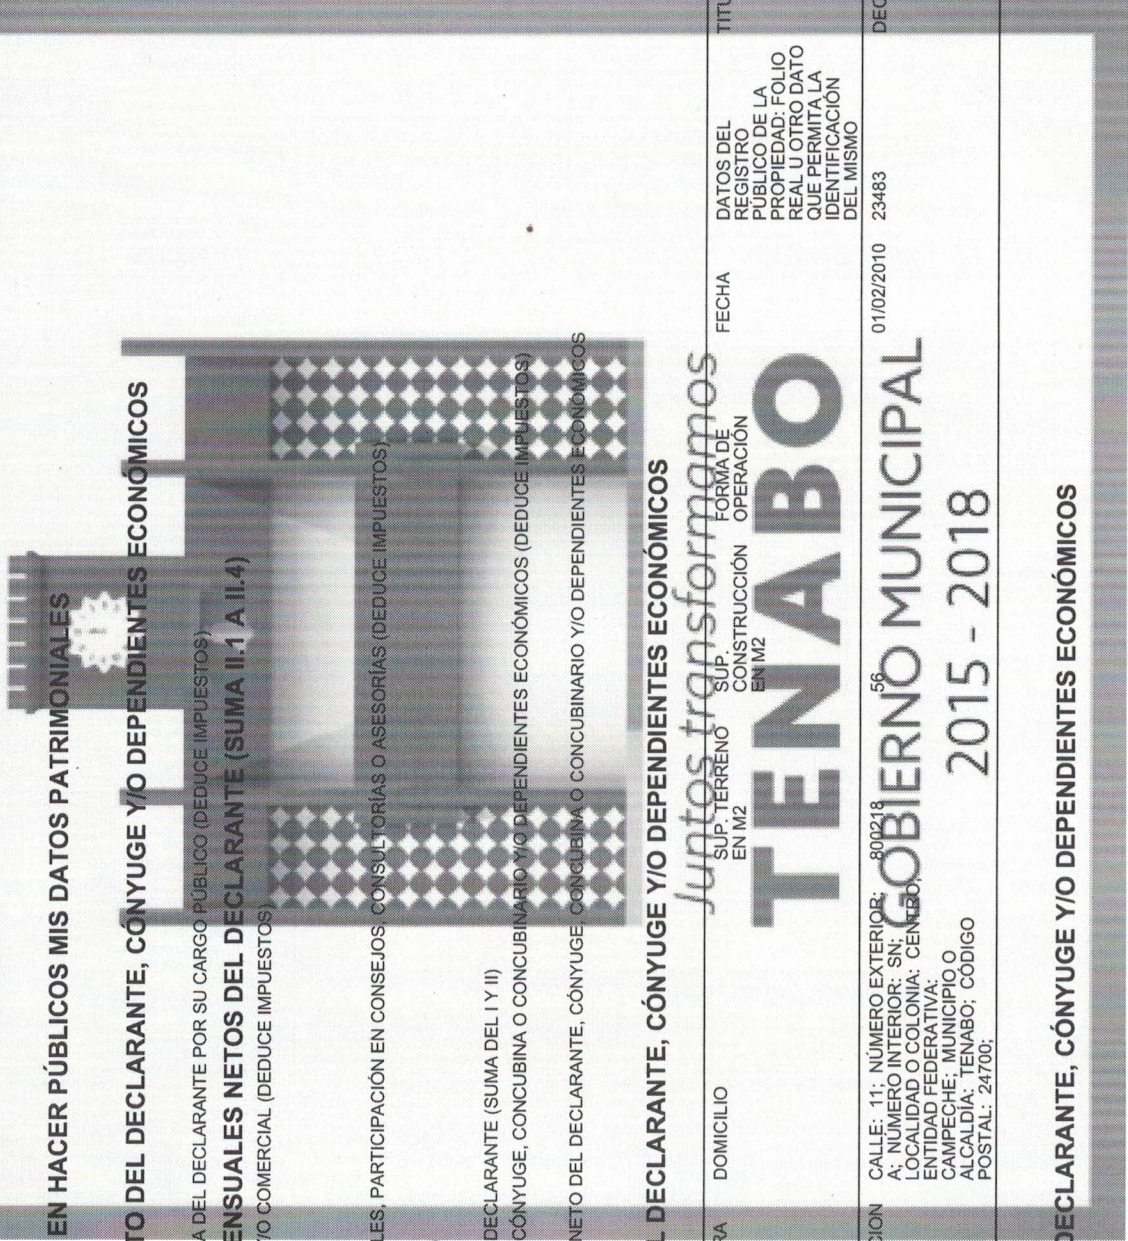 EN HACER PÚBLICOS MIS DATOS PATRIMONIALES
TO DEL DECLARANTE, CÓNYUGE Y/O DEPENDIENTES ECONÓMICOS
A DEL DECLARANTE POR SU CARGO PÚBLICO (DEDUCE IMPUESTOS)
ENSUALES NETOS DEL DECLARANTE (SUMA II.1 A II.4)
Y/O COMERCIAL (DEDUCE IMPUESTOS)
LES, PARTICIPACIÓN EN CONSEJOS, CONSULTORÍAS O ASESORÍAS (DEDUCE IMPUESTOS)
DECLARANTE (SUMA DEL I Y II)
CÓNYUGE, CONCUBINA O CONCUBINARIO Y/O DEPENDIENTES ECONÓMICOS (DEDUCE IMPUESTOS)
NETO DEL DECLARANTE, CÓNYUGE, CONCUBINA O CONCUBINARIO Y/O DEPENDIENTES ECONÓMICOS
L DECLARANTE, CÓNYUGE Y/O DEPENDIENTES ECONÓMICOS
Juntos transformamos
TENABO
GOBIERNO MUNICIPAL
2015 - 2018
RA
DOMICILIO
SUP. TERRENO
EN M2
SUP.
CONSTRUCCIÓN
EN M2
FORMA DE
OPERACIÓN
FECHA
DATOS DEL
REGISTRO
PÚBLICO DE LA
PROPIEDAD: FOLIO
REAL U OTRO DATO
QUE PERMITA LA
IDENTIFICACIÓN
DEL MISMO
TITU
CION
CALLE: 11; NÚMERO EXTERIOR:
A; NÚMERO INTERIOR: SN;
LOCALIDAD O COLONIA: CENTRO;
ENTIDAD FEDERATIVA:
CAMPECHE; MUNICIPIO O
ALCALDÍA: TENABO; CÓDIGO
POSTAL: 24700;
800218
56
01/02/2010
23483
DEC
DECLARANTE, CÓNYUGE Y/O DEPENDIENTES ECONÓMICOS